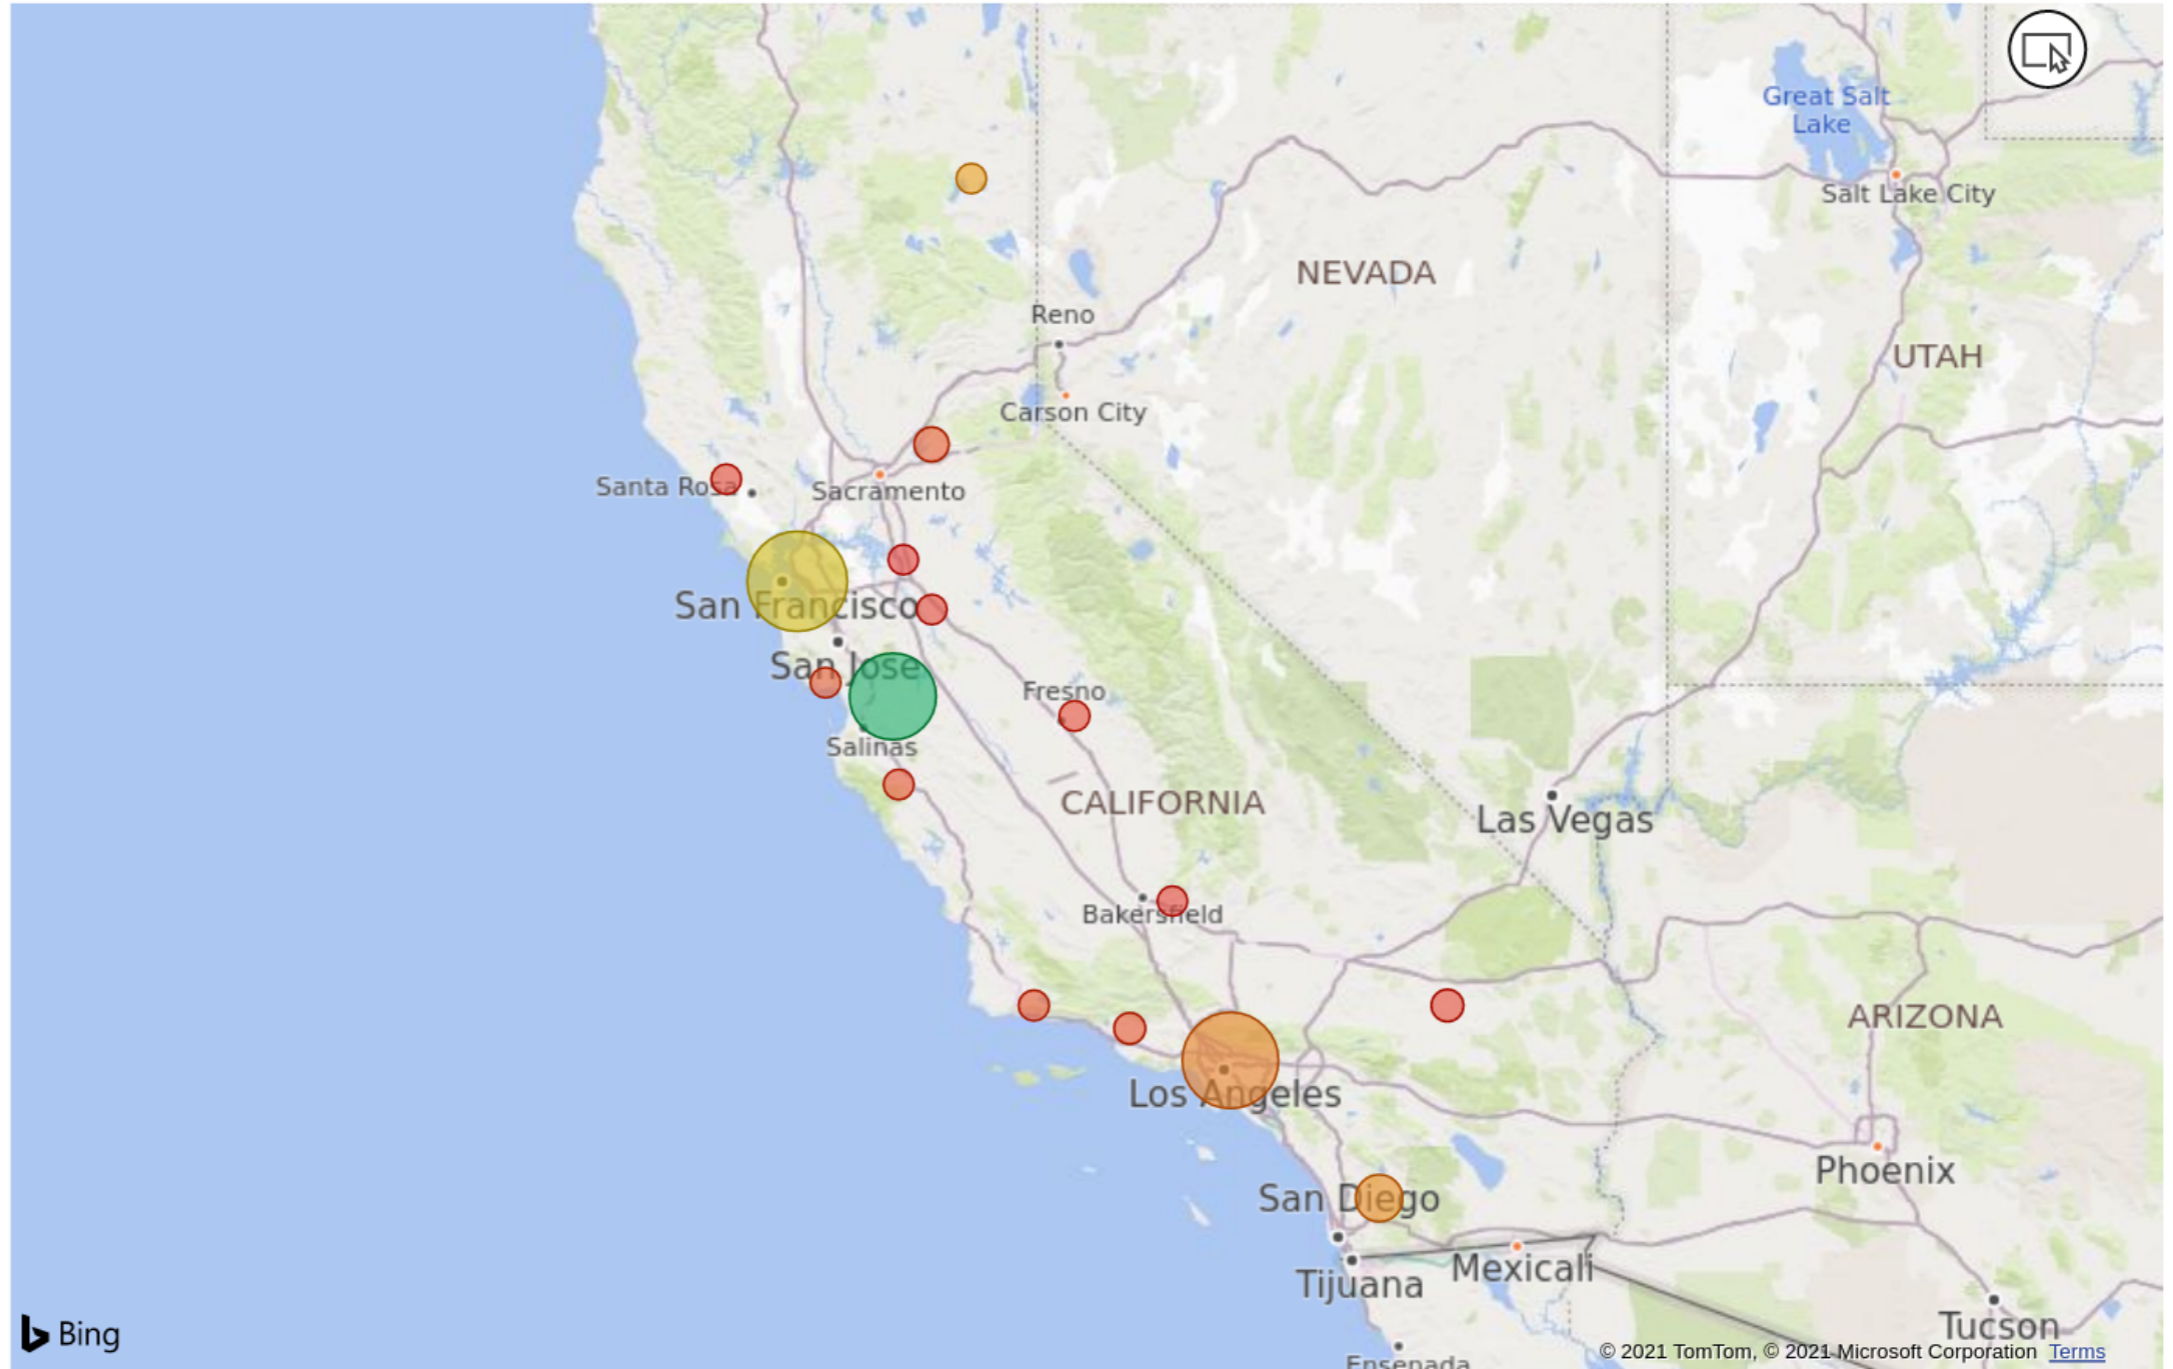 Great Salt
Lake
Salt Lake City
NEVADA
Reno
UTAH
Carson City
Santa Rosa
Sacramento
San Francisco
San Jose
Fresno
Salinas
CALIFORNIA
Las Vegas
Bakersfield
ARIZONA
Los Angeles
Phoenix
San Diego
Mexicali
Tijuana
Tucson
Bing
© 2021 TomTom, © 2021 Microsoft Corporation Terms
Ensenada